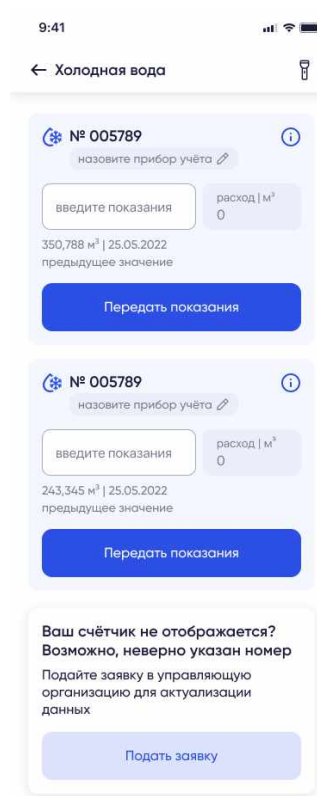 9:41
← Холодная вода
№ 005789
назовите прибор учёта
введите показания
расход | м³
0
350,788 м³ | 25.05.2022
предыдущее значение
Передать показания
№ 005789
назовите прибор учёта
введите показания
расход | м³
0
243,345 м³ | 25.05.2022
предыдущее значение
Передать показания
Ваш счётчик не отображается?
Возможно, неверно указан номер
Подайте заявку в управляющую
организацию для актуализации
данных
Подать заявку